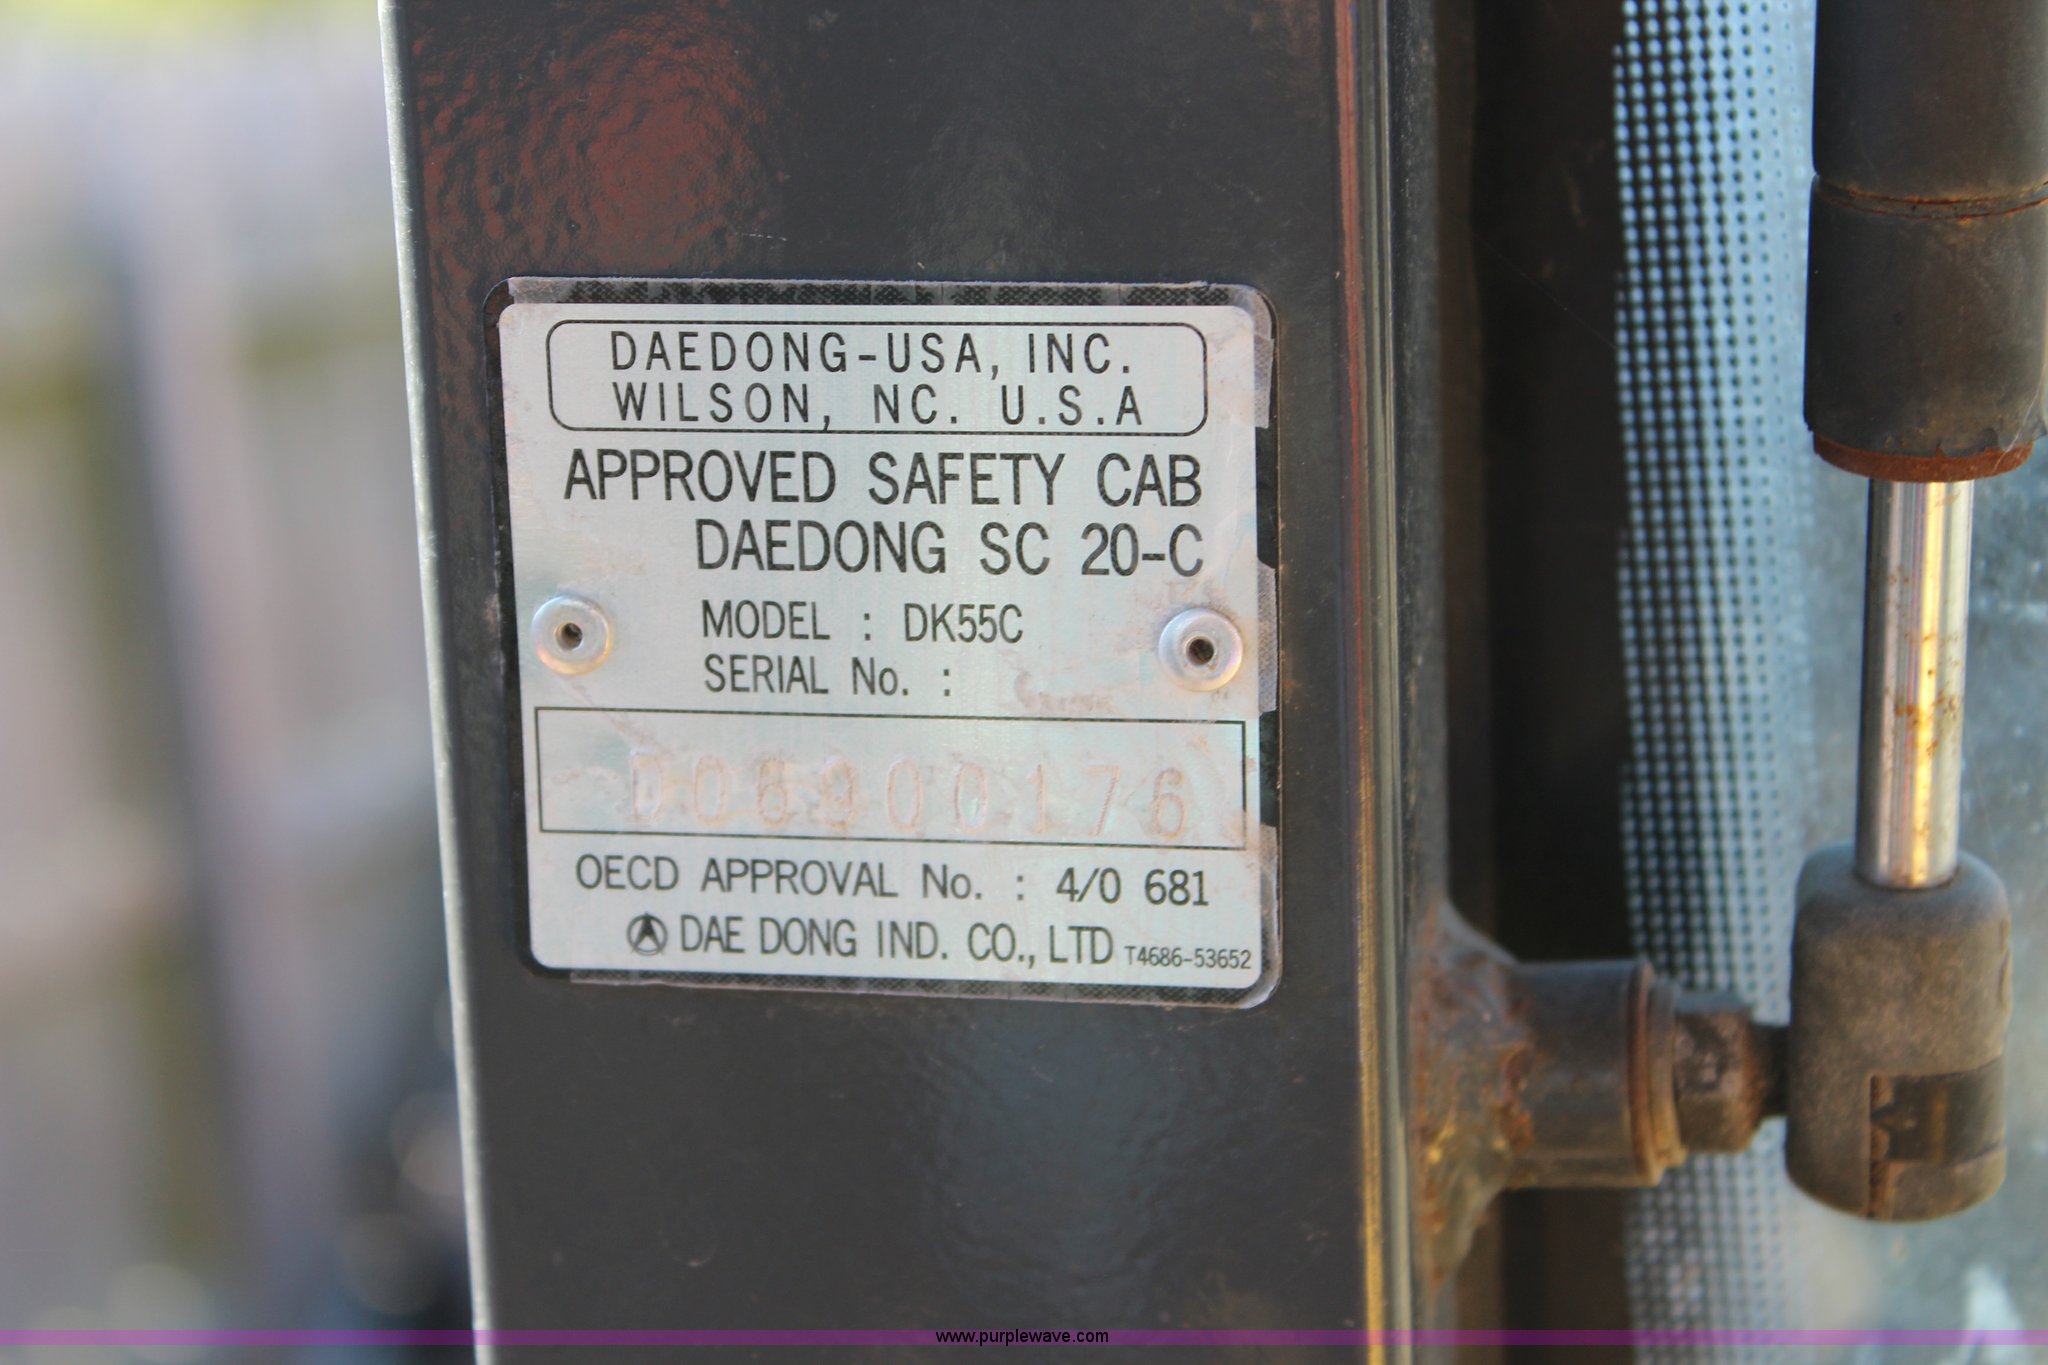 DAEDONG-USA, INC.
WILSON, NC. U.S.A
APPROVED SAFETY CAB
DAEDONG SC 20-C
MODEL : DK55C
SERIAL No. :
D06900176
OECD APPROVAL No. : 4/0 681
DAE DONG IND. CO., LTD T4686-53652
www.purplewave.com